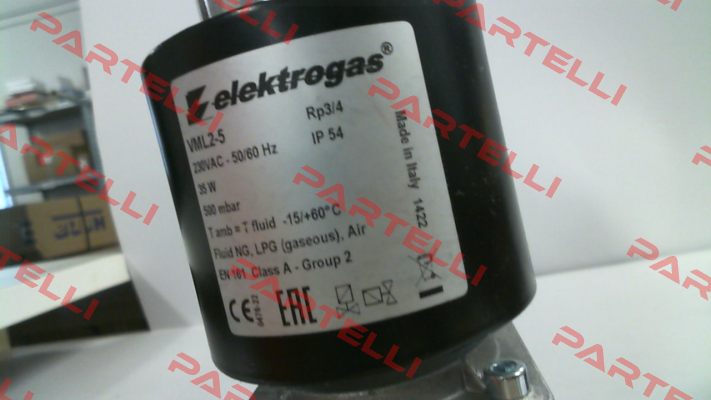 elektrogas®
VML2-5 Rp3/4
230VAC - 50/60 Hz IP 54
35 W
500 mbar
T amb = T fluid -15/+60°C
Fluid NG, LPG (gaseous), Air
EN 161 Class A - Group 2
CE EAC
Made in Italy 1422
PARTELLI
PARTELLI
PARTELLI
PARTELLI
PARTELLI
PARTELLI
PARTELLI
PARTELLI
PARTELLI